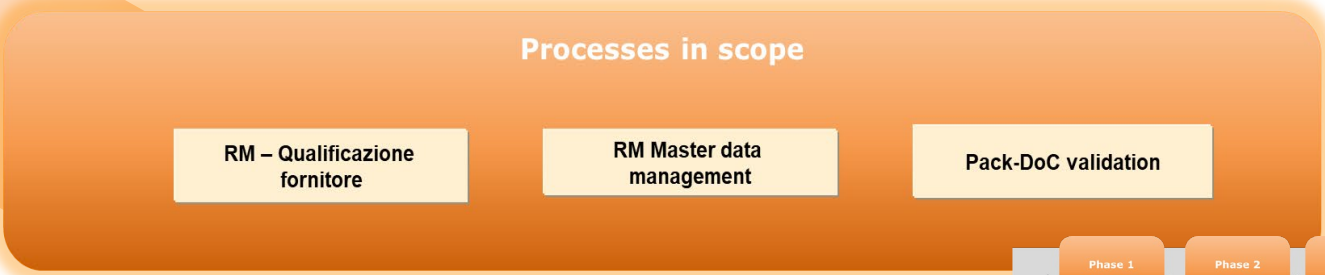 Processes in scope
RM – Qualificazione
fornitore
RM Master data
management
Pack-DoC validation
Phase 1
Phase 2